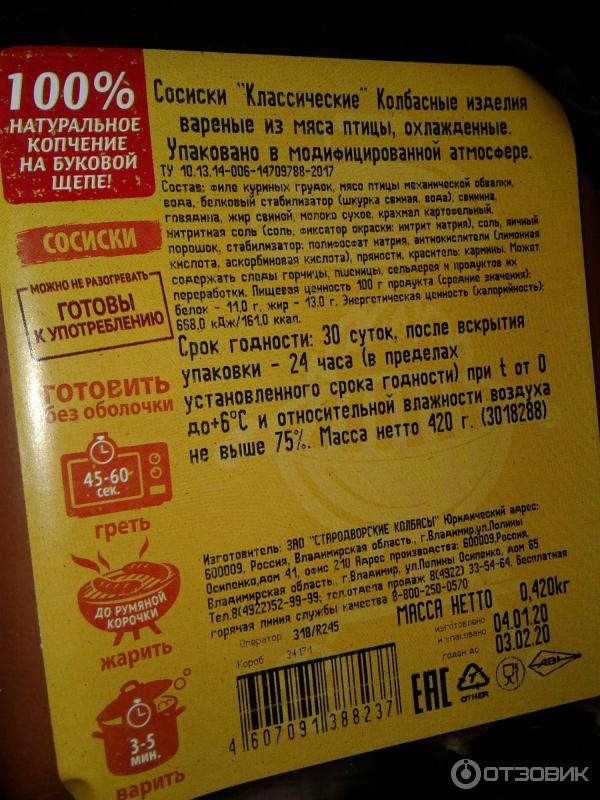 100%
НАТУРАЛЬНОЕ
КОПЧЕНИЕ
НА БУКОВОЙ
ЩЕПЕ!
СОСИСКИ
МОЖНО НЕ РАЗОГРЕВАТЬ
ГОТОВЫ
К УПОТРЕБЛЕНИЮ
ГОТОВИТЬ
без оболочки
45-60
сек.
греть
ДО РУМЯНОЙ
КОРОЧКИ
жарить
3-5
МИН.
варить
Сосиски "Классические" Колбасные изделия
вареные из мяса птицы, охлажденные.
Упаковано в модифицированной атмосфере.
ТУ 10.13.14-006-14709788-2017
Состав: филе куриных грудок, мясо птицы механической обвалки,
вода, белковый стабилизатор (шкурка свиная, вода), свинина,
говядина, жир свиной, молоко сухое, крахмал картофельный,
нитритная соль (соль, фиксатор окраски: нитрит натрия), соль, яичный
порошок, стабилизатор: полифосфат натрия, антиокислители (лимонная
кислота, аскорбиновая кислота), пряности, краситель: кармины. Может
содержать следы горчицы, пшеницы, сельдерея и продуктов их
переработки. Пищевая ценность 100 г продукта (средние значения):
белок - 11,0 г, жир - 13,0 г. Энергетическая ценность (калорийность):
658,0 кДж/161,0 ккал.
Срок годности: 30 суток, после вскрытия
упаковки - 24 часа (в пределах
установленного срока годности) при t от 0
до+6°С и относительной влажности воздуха
не выше 75%. Масса нетто 420 г. (3018288)
Изготовитель: ЗАО "СТАРОДВОРСКИЕ КОЛБАСЫ" Юридический адрес:
600009, Россия, Владимирская область, г.Владимир,ул.Полины
Осипенко,дом 41, офис 210 Адрес производства: 600009,Россия,
Владимирская область, г.Владимир, ул.Полины Осипенко, дом 65
Тел.8(4922)52-99-99; тел.отдела продаж 8(4922) 33-54-64. Бесплатная
горячая линия службы качества 8-800-250-0570
МАССА НЕТТО 0,420кг
Оператор 318/R245
изготовлено
и упаковано 04.01.20
Короб 34171
годен до 03.02.20
4 607091 388237
EAC
7
OTHER
ABI
ОТЗОВИК